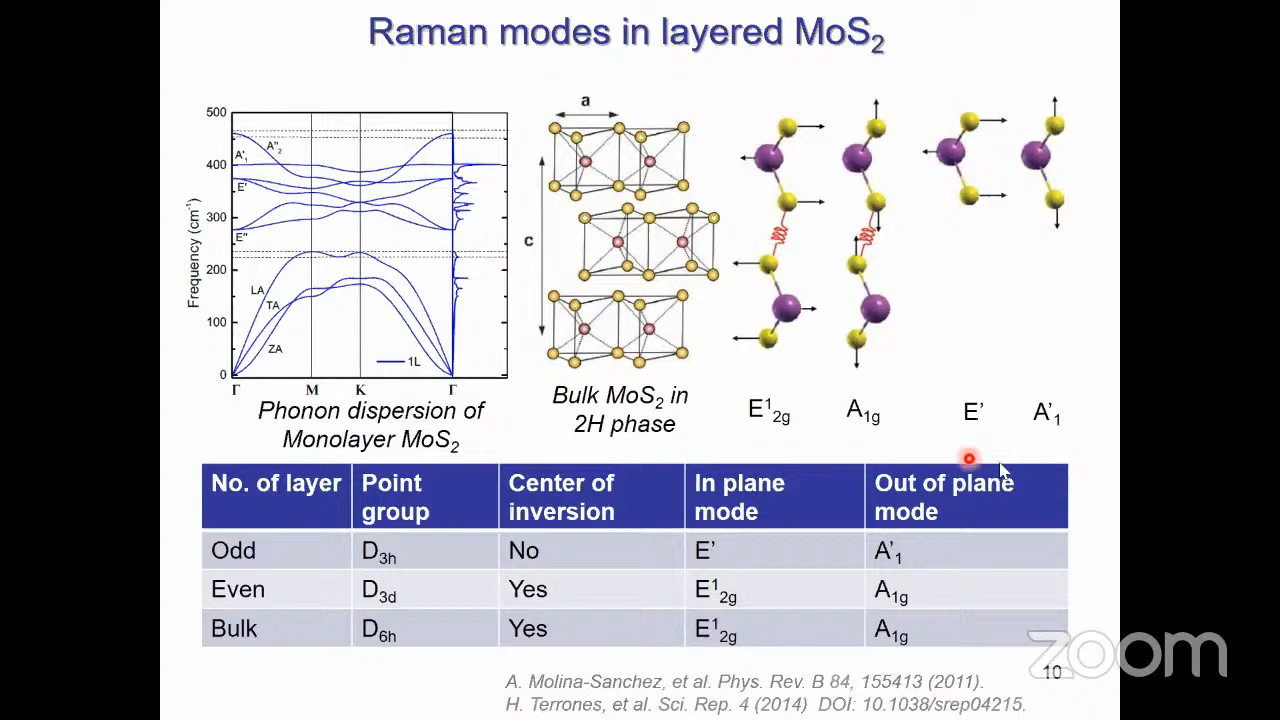 Raman modes in layered MoS₂
500
400
300
200
100
0
Frequency (cm⁻¹)
A"₂
A'₁
E'
E"
LA
TA
ZA
1L
Γ M K Γ
Phonon dispersion of
Monolayer MoS₂
a
c
Bulk MoS₂ in
2H phase
E¹₂g A₁g E' A'₁
No. of layer Point group Center of inversion In plane mode Out of plane mode
Odd D₃h No E' A'₁
Even D₃d Yes E¹₂g A₁g
Bulk D₆h Yes E¹₂g A₁g
zoom
10
A. Molina-Sanchez, et al. Phys. Rev. B 84, 155413 (2011).
H. Terrones, et al. Sci. Rep. 4 (2014) DOI: 10.1038/srep04215.